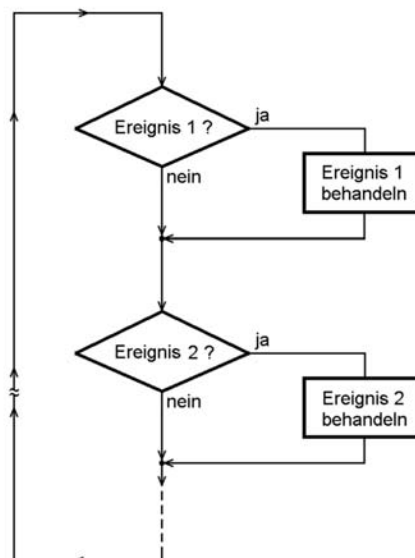 Ereignis 1 ?
ja
Ereignis 1
behandeln
nein
Ereignis 2 ?
ja
Ereignis 2
behandeln
nein